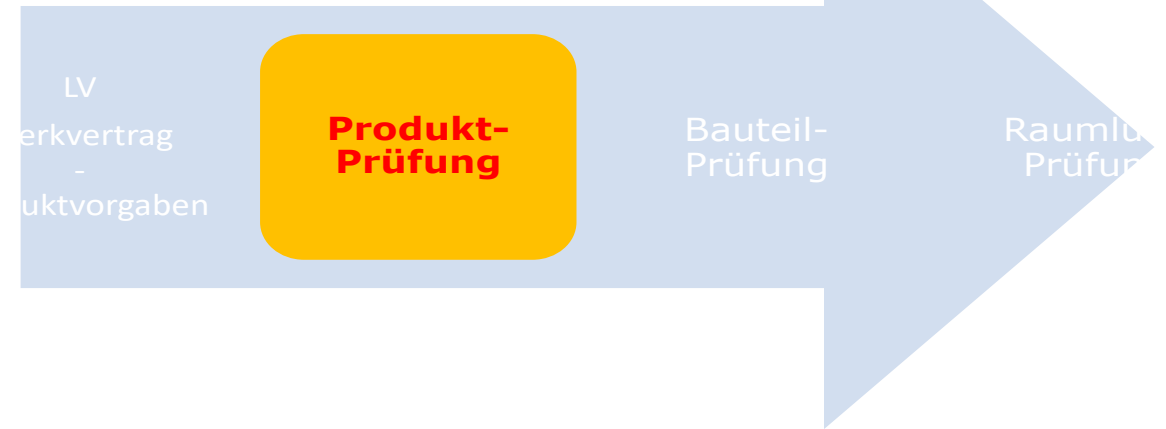 LV
erkvertrag
-
uktvorgaben
Produkt-
Prüfung
Bauteil-
Prüfung
Raumlu
Prüfun